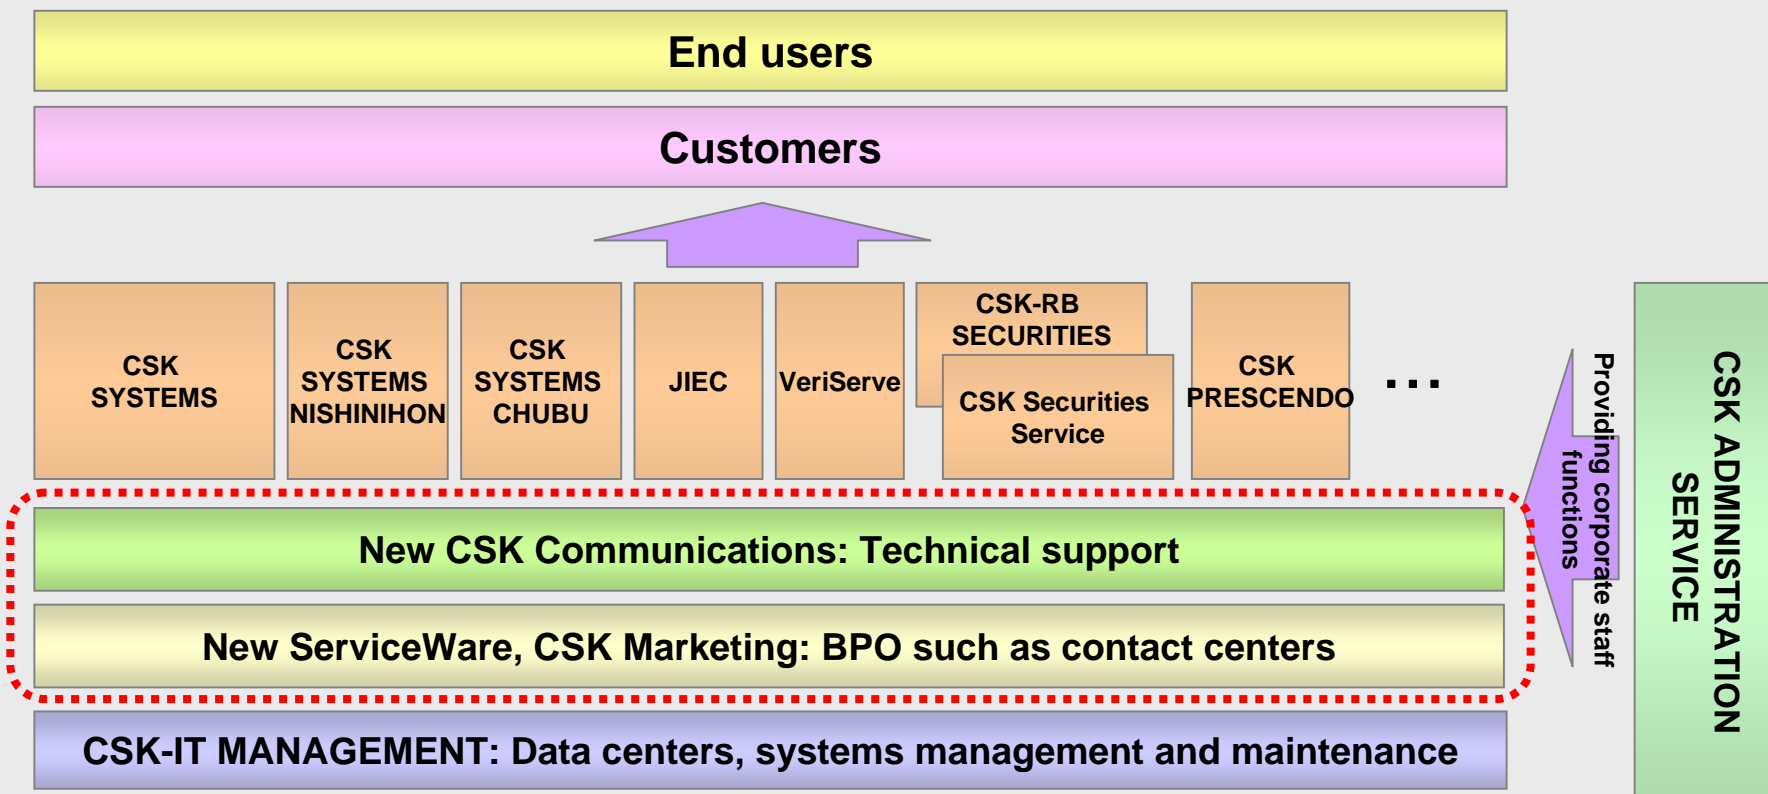 End users
Customers
CSK
SYSTEMS
CSK
SYSTEMS
NISHINIHON
CSK
SYSTEMS
CHUBU
JIEC
VeriServe
CSK-RB
SECURITIES
CSK Securities
Service
CSK
PRESCENDO
...
Providing corporate staff
functions
CSK ADMINISTRATION
SERVICE
New CSK Communications: Technical support
New ServiceWare, CSK Marketing: BPO such as contact centers
CSK-IT MANAGEMENT: Data centers, systems management and maintenance